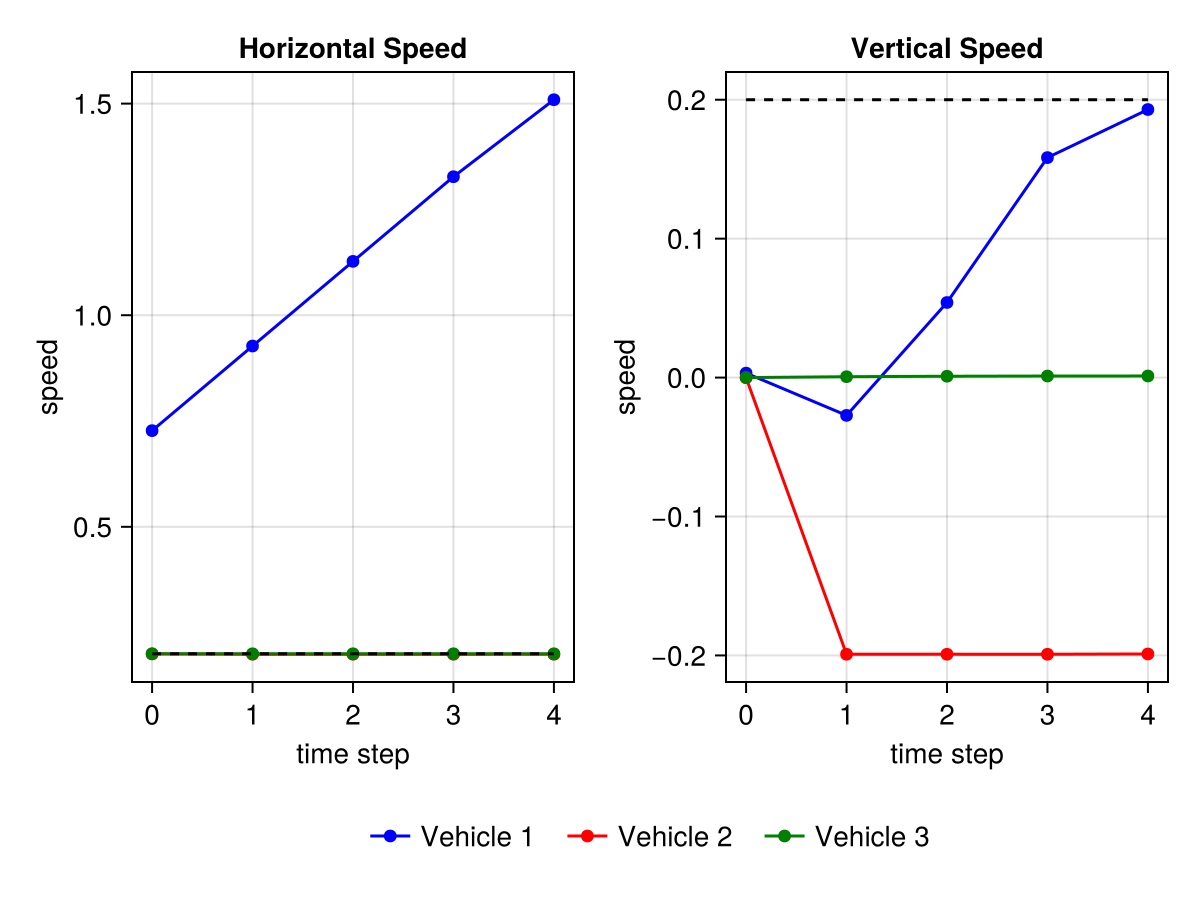 Horizontal Speed
1.5
1.0
0.5
speed
0 1 2 3 4
time step
Vertical Speed
0.2
0.1
0.0
−0.1
−0.2
speed
0 1 2 3 4
time step
Vehicle 1 Vehicle 2 Vehicle 3